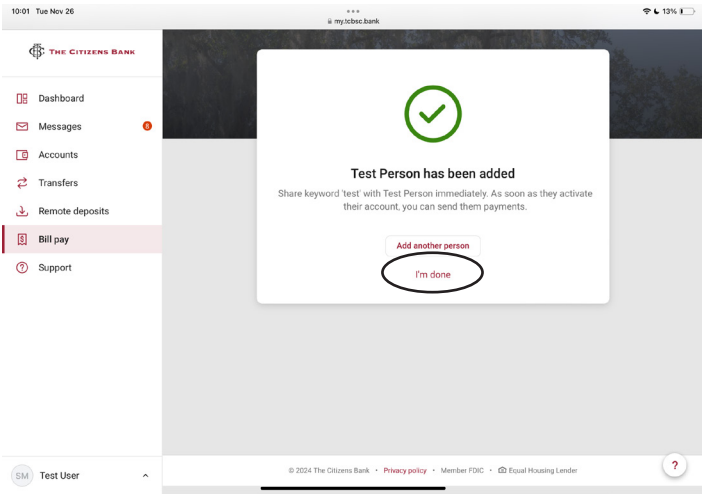 10:01 Tue Nov 26
my.tcbsc.bank
13%
THE CITIZENS BANK
Dashboard
Messages 8
Accounts
Transfers
Remote deposits
Bill pay
Support
Test Person has been added
Share keyword 'test' with Test Person immediately. As soon as they activate
their account, you can send them payments.
Add another person
I'm done
SM Test User
© 2024 The Citizens Bank • Privacy policy • Member FDIC • Equal Housing Lender
?